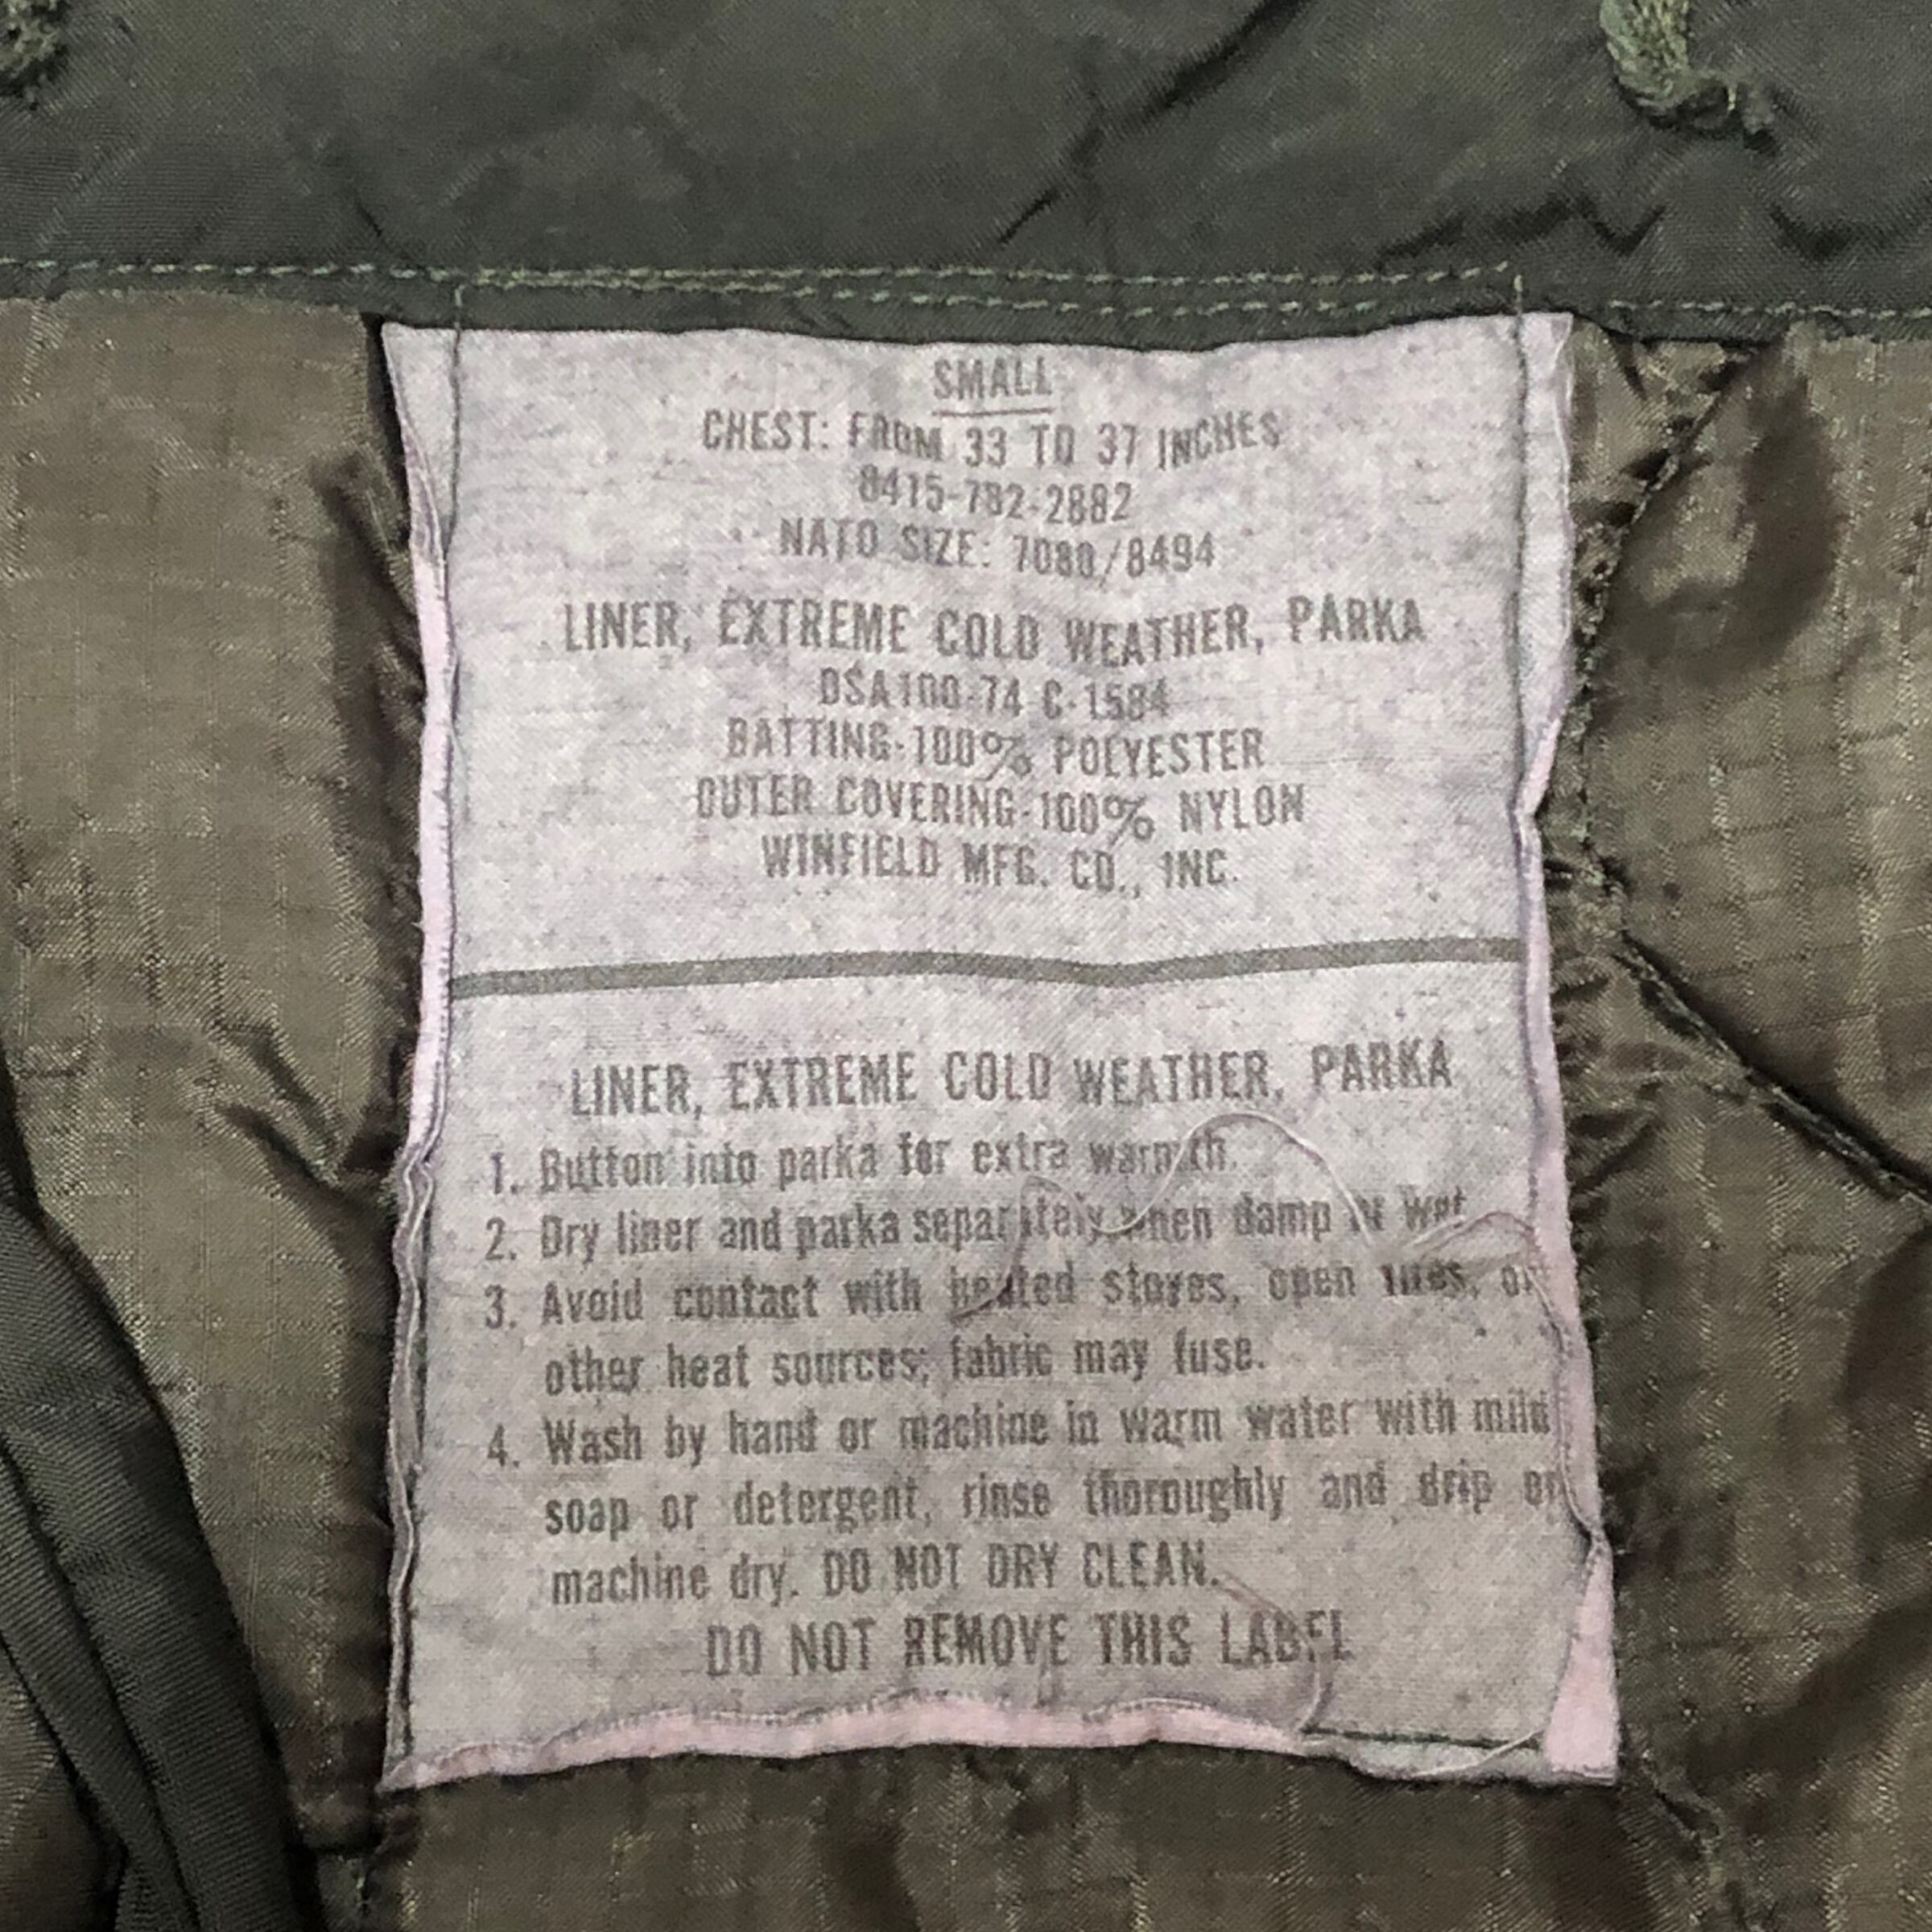 SMALL
CHEST: FROM 33 TO 37 INCHES
8415-782-2882
NATO SIZE: 7080/8494
LINER, EXTREME COLD WEATHER, PARKA
DSA100-74 C-1584
BATTING-100% POLYESTER
OUTER COVERING-100% NYLON
WINFIELD MFG. CO., INC.
LINER, EXTREME COLD WEATHER, PARKA
1. Button into parka for extra warmth.
2. Dry liner and parka separately when damp or wet
3. Avoid contact with heated stoves, open fires, or
other heat sources; fabric may fuse.
4. Wash by hand or machine in warm water with mild
soap or detergent, rinse thoroughly and drip or
machine dry. DO NOT DRY CLEAN.
DO NOT REMOVE THIS LABEL